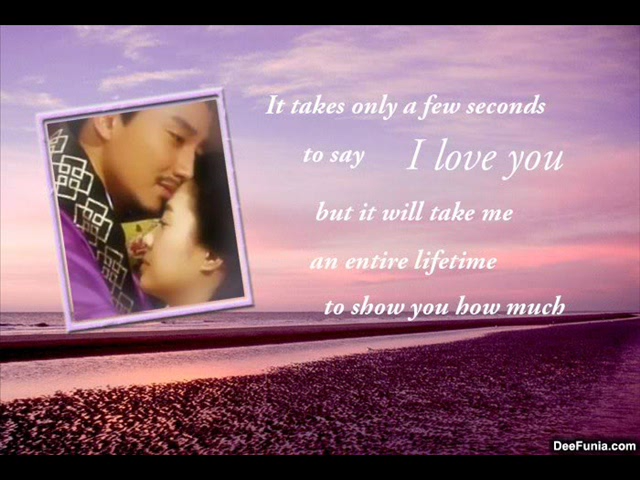 It takes only a few seconds
to say I love you
but it will take me
an entire lifetime
to show you how much
DeeFunia.com